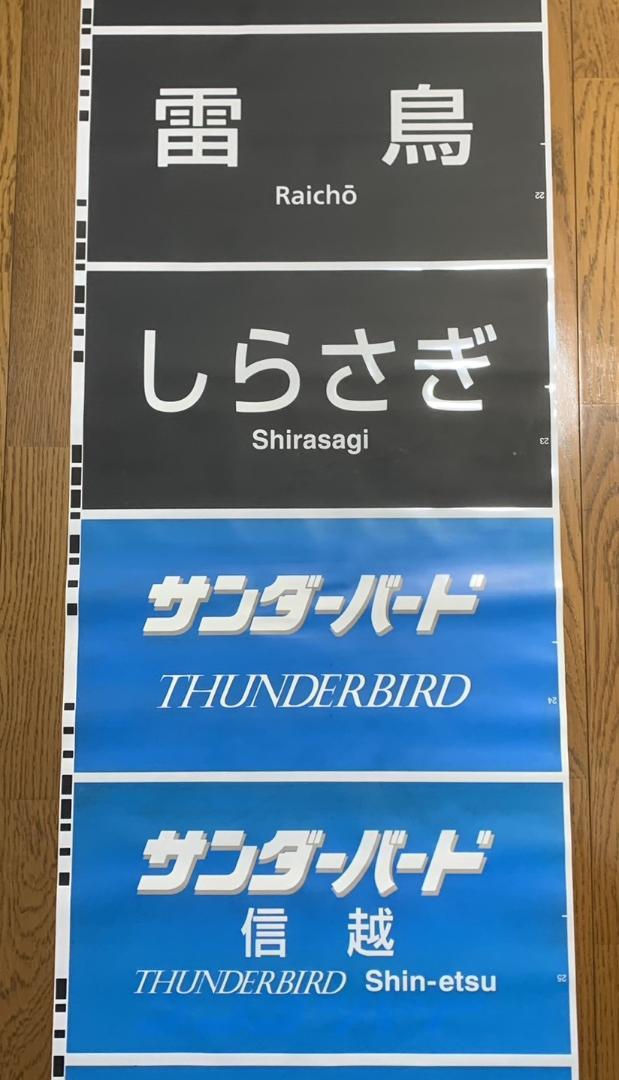 雷 鳥
Raichō
22
しらさぎ
Shirasagi
23
サンダーバード
THUNDERBIRD
24
サンダーバード
信 越
THUNDERBIRD Shin-etsu
25